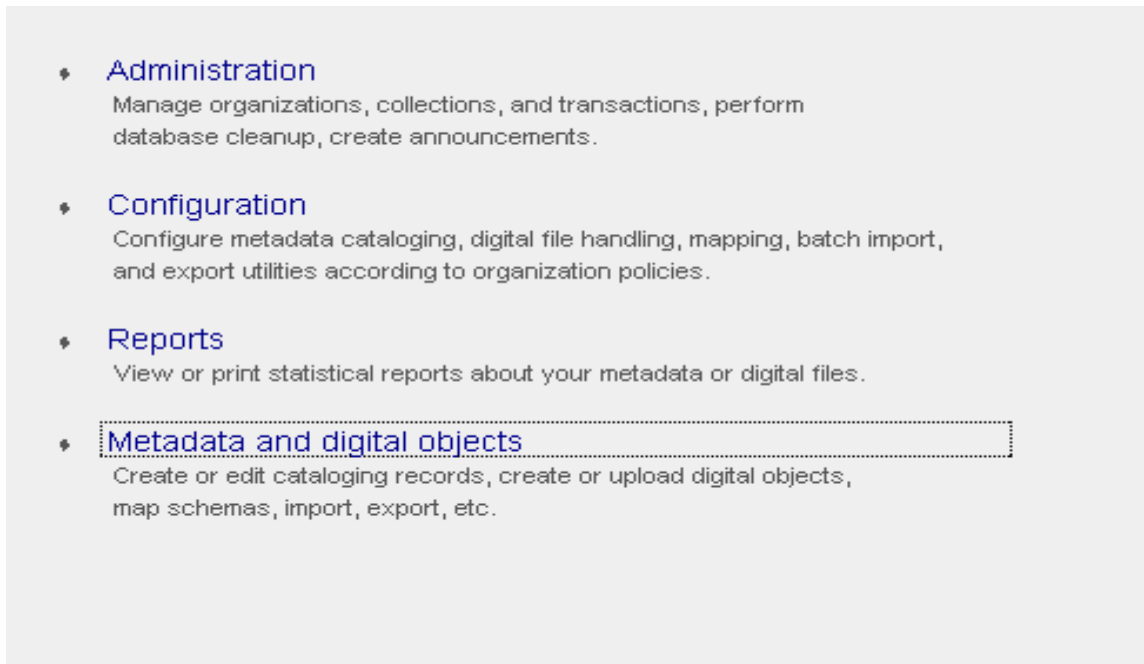 Administration
Manage organizations, collections, and transactions, perform
database cleanup, create announcements.
Configuration
Configure metadata cataloging, digital file handling, mapping, batch import,
and export utilities according to organization policies.
Reports
View or print statistical reports about your metadata or digital files.
Metadata and digital objects
Create or edit cataloging records, create or upload digital objects,
map schemas, import, export, etc.